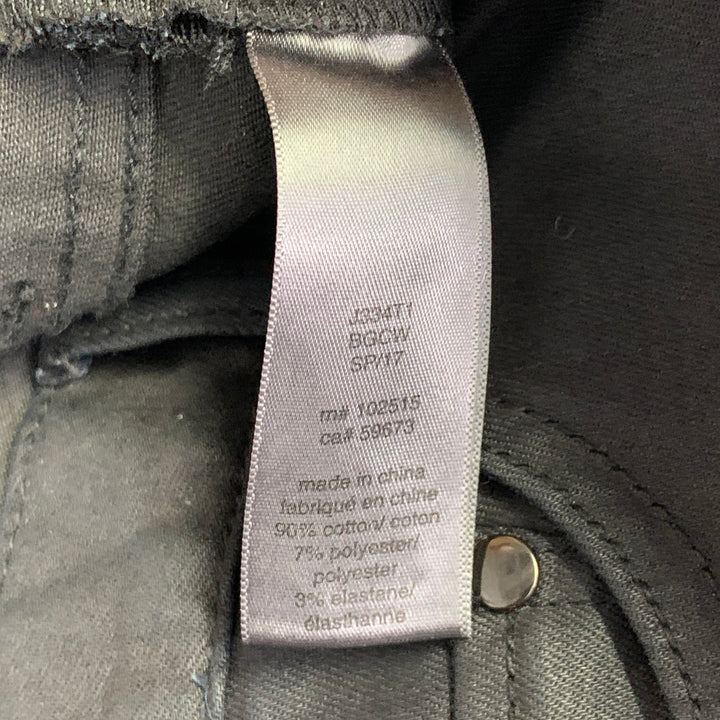 J334T1
BGCW
SP/17
rn# 102515
ca# 59673
made in china
fabriqué en chine
90% cotton/ coton
7% polyester/
polyester
3% elastane/
élasthanne